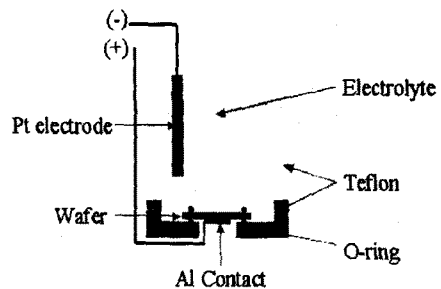 (-)
(+)
Electrolyte
Pt electrode
Teflon
Wafer
O-ring
Al Contact